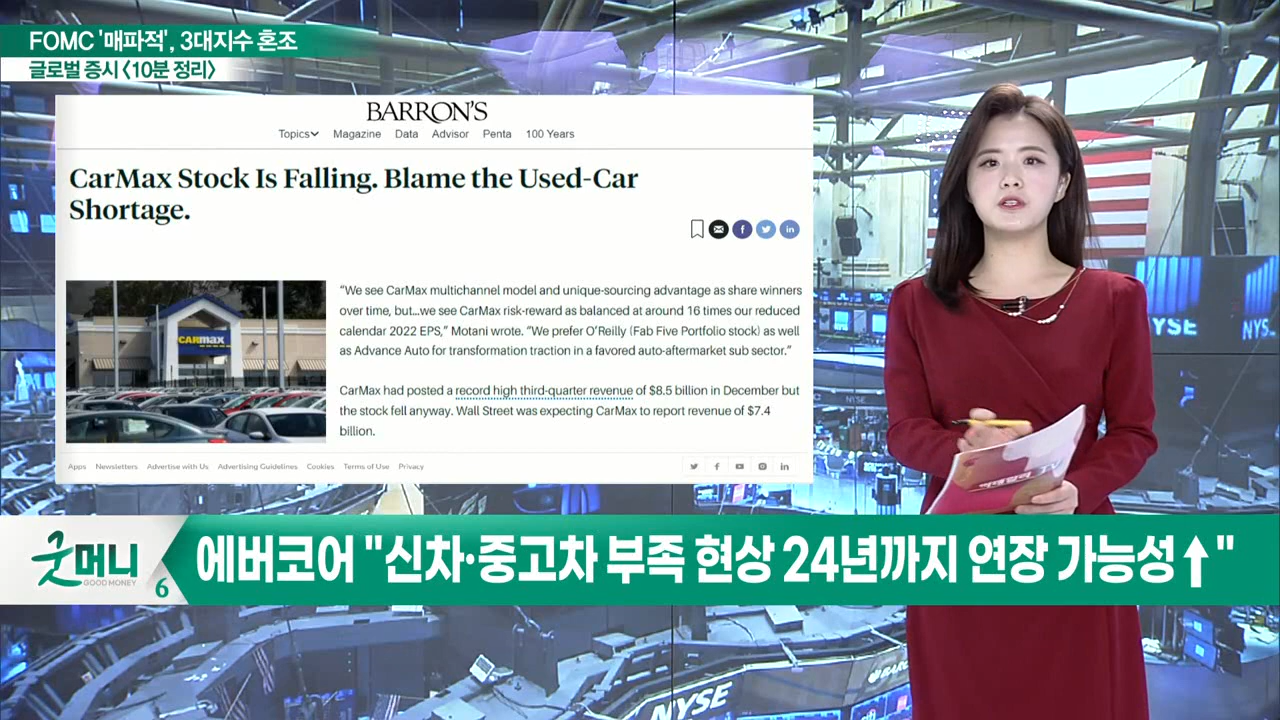 FOMC '매파적', 3대지수 혼조
글로벌 증시 <10분 정리>
BARRON'S
Topics Magazine Data Advisor Penta 100 Years
CarMax Stock Is Falling. Blame the Used-Car
Shortage.
"We see CarMax multichannel model and unique-sourcing advantage as share winners
over time, but...we see CarMax risk-reward as balanced at around 16 times our reduced
calendar 2022 EPS," Motani wrote. "We prefer O'Reilly (Fab Five Portfolio stock) as well
as Advance Auto for transformation traction in a favored auto-aftermarket sub sector."
CarMax had posted a record high third-quarter revenue of $8.5 billion in December but
the stock fell anyway. Wall Street was expecting CarMax to report revenue of $7.4
billion.
CARMAX
Apps Newsletters Advertise with Us Advertising Guidelines Cookies Terms of Use Privacy
굿머니
GOOD MONEY
6
에버코어 "신차·중고차 부족 현상 24년까지 연장 가능성↑"
NYSE
NYSE
NYS